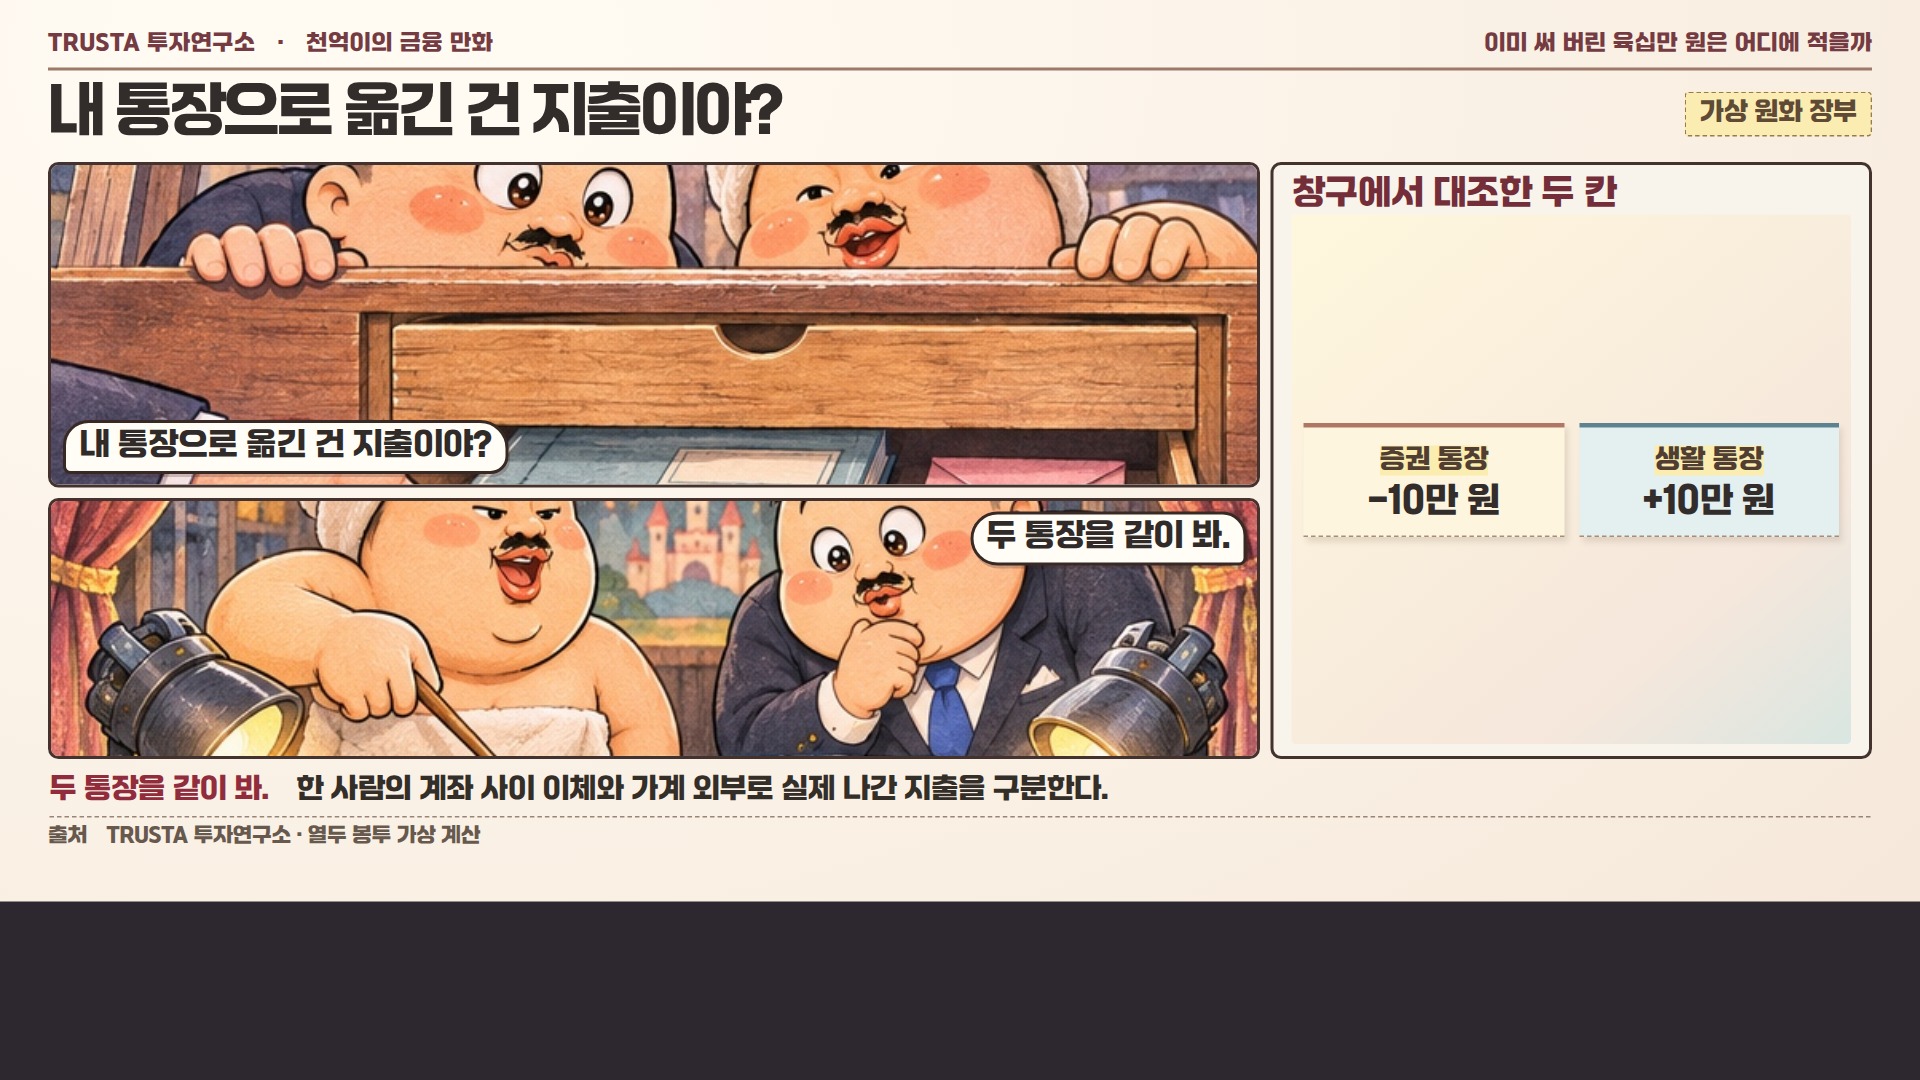 TRUSTA 투자연구소 · 천억이의 금융 만화
이미 써 버린 육십만 원은 어디에 적을까
내 통장으로 옮긴 건 지출이야?
가상 원화 장부
내 통장으로 옮긴 건 지출이야?
두 통장을 같이 봐.
창구에서 대조한 두 칸
증권 통장
−10만 원
생활 통장
+10만 원
두 통장을 같이 봐. 한 사람의 계좌 사이 이체와 가계 외부로 실제 나간 지출을 구분한다.
출처 TRUSTA 투자연구소 · 열두 봉투 가상 계산